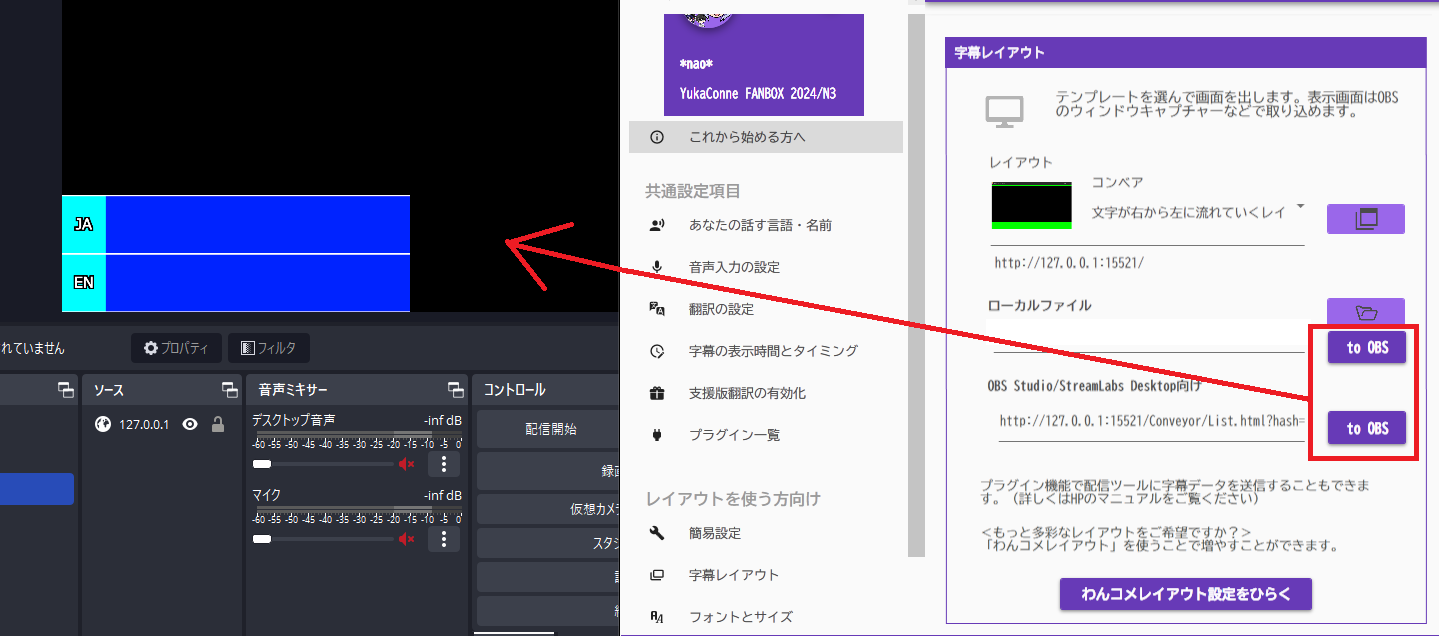 JA
EN
れていません
プロパティ
フィルタ
ソース
127.0.0.1
音声ミキサー
デスクトップ音声
-inf dB
-60 -55 -50 -45 -40 -35 -30 -25 -20 -15 -10 -5 0
マイク
-inf dB
-60 -55 -50 -45 -40 -35 -30 -25 -20 -15 -10 -5 0
コントロール
配信開始
録画
仮想カメラ
スタジ
*nao*
YukaConne FANBOX 2024/N3
これから始める方へ
共通設定項目
あなたの話す言語・名前
音声入力の設定
翻訳の設定
字幕の表示時間とタイミング
支援版翻訳の有効化
プラグイン一覧
レイアウトを使う方向け
簡易設定
字幕レイアウト
フォントとサイズ
字幕レイアウト
テンプレートを選んで画面を出します。表示画面はOBS
のウィンドウキャプチャーなどで取り込めます。
レイアウト
コンベア
文字が右から左に流れていくレイ
http://127.0.0.1:15521/
ローカルファイル
to OBS
OBS Studio/StreamLabs Desktop向け
http://127.0.0.1:15521/Conveyor/List.html?hash=
to OBS
プラグイン機能で配信ツールに字幕データを送信することもできま
す。（詳しくはHPのマニュアルをご覧ください）
<もっと多彩なレイアウトをご希望ですか？>
「わんコメレイアウト」を使うことで増やすことができます。
わんコメレイアウト設定をひらく